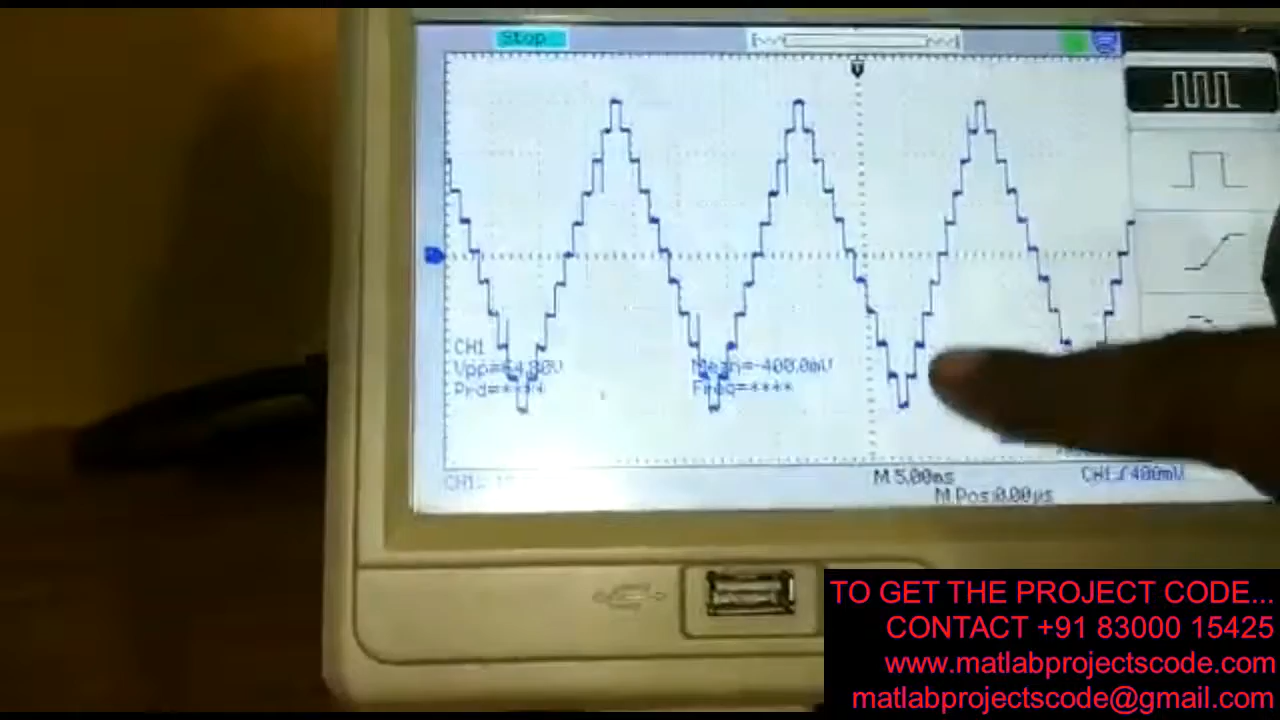 Stop
CH1
Mean=-400.0mV
Prd=**** Freq=****
M 5.00ms
CH1 / 400mV
M Pos:0.00µs
TO GET THE PROJECT CODE...
CONTACT +91 83000 15425
www.matlabprojectscode.com
matlabprojectscode@gmail.com